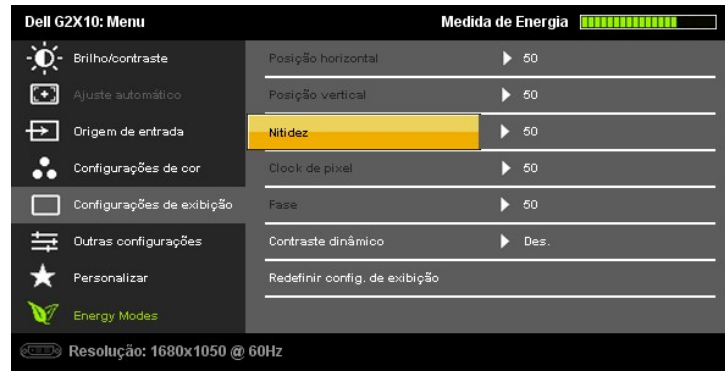 Dell G2X10: Menu Medida de Energia
Brilho/contraste Posição horizontal 50
Ajuste automático Posição vertical 50
Origem de entrada Nitidez 50
Configurações de cor Clock de pixel 50
Configurações de exibição Fase 50
Outras configurações Contraste dinâmico Des.
Personalizar Redefinir config. de exibição
Energy Modes
Resolução: 1680x1050 @ 60Hz